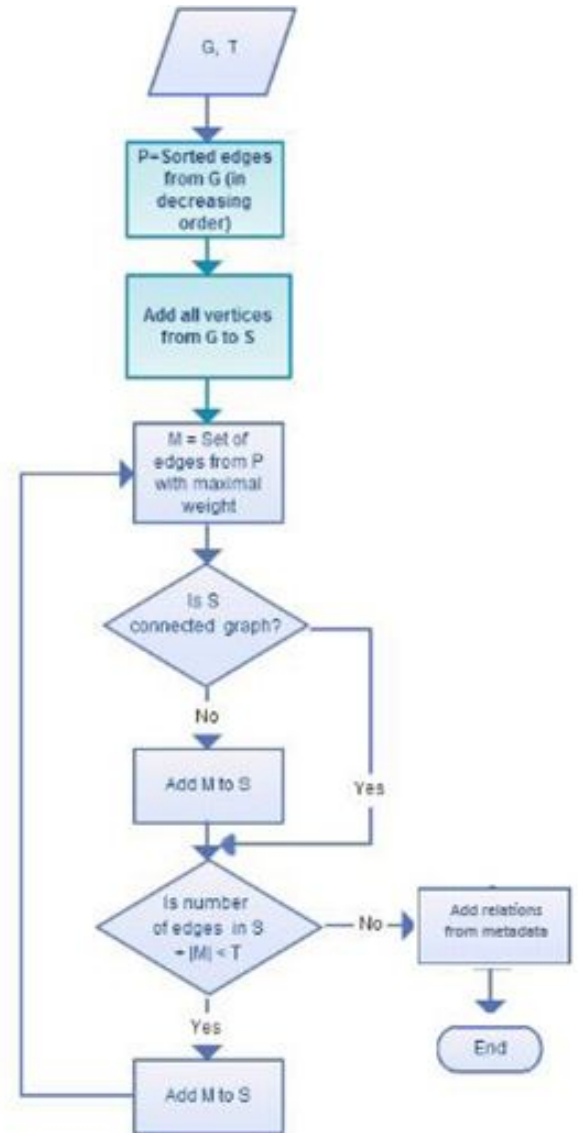 G, T
P=Sorted edges
from G (in
decreasing
order)
Add all vertices
from G to S
M = Set of
edges from P
with maximal
weight
Is S
connected graph?
No
Yes
Add M to S
Is number
of edges in S
+ |M| < T
No
Add relations
from metadata
Yes
End
Add M to S